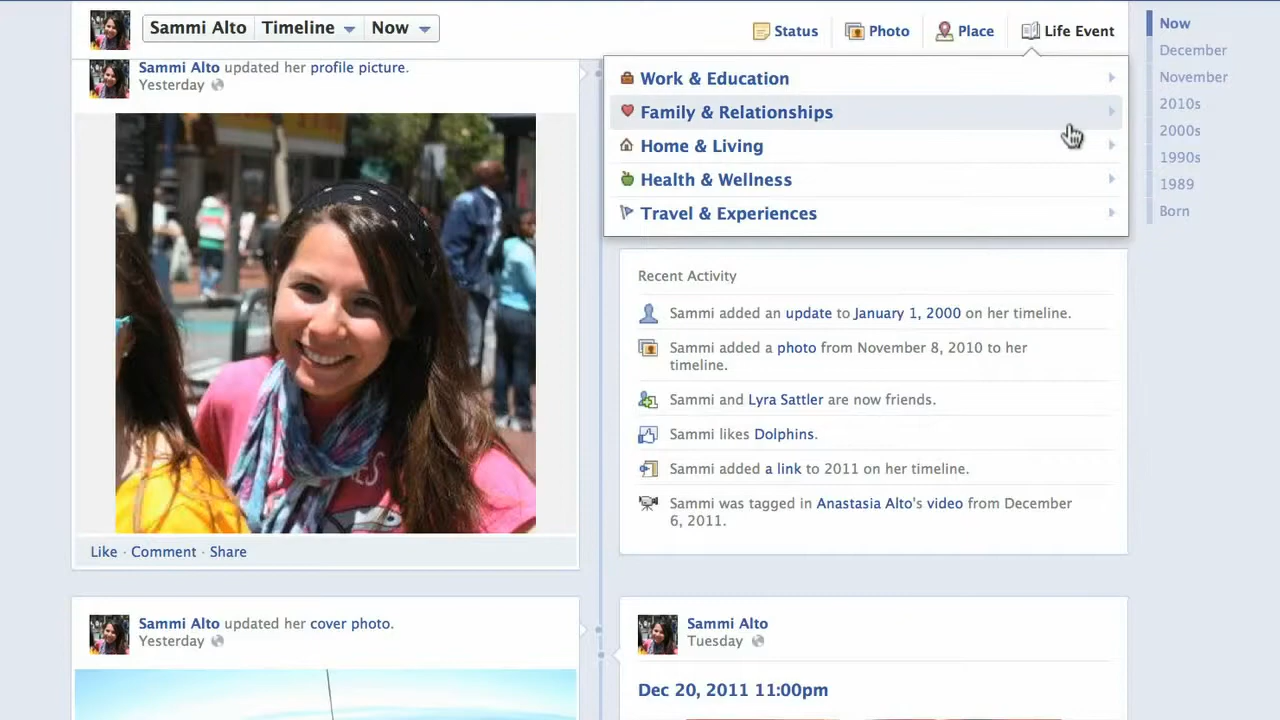 Sammi Alto Timeline Now
Status Photo Place Life Event
Sammi Alto updated her profile picture.
Yesterday
Like · Comment · Share
Sammi Alto updated her cover photo.
Yesterday
Work & Education
Family & Relationships
Home & Living
Health & Wellness
Travel & Experiences
Recent Activity
Sammi added an update to January 1, 2000 on her timeline.
Sammi added a photo from November 8, 2010 to her
timeline.
Sammi and Lyra Sattler are now friends.
Sammi likes Dolphins.
Sammi added a link to 2011 on her timeline.
Sammi was tagged in Anastasia Alto's video from December
6, 2011.
Sammi Alto
Tuesday
Dec 20, 2011 11:00pm
Now
December
November
2010s
2000s
1990s
1989
Born